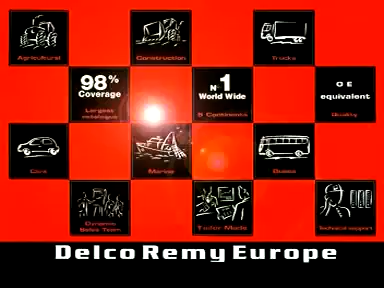 Agricultural
Construction
Trucks
98%
Coverage
Largest
catalogue
N°1
World Wide
5 Continents
O E
equivalent
Quality
Cars
Marine
Buses
Dynamic
Sales Team
Tailor Made
Technical support
Delco Remy Europe